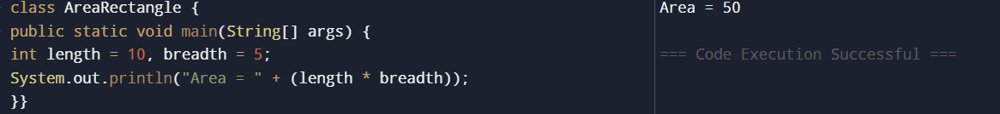 class AreaRectangle {
public static void main(String[] args) {
int length = 10, breadth = 5;
System.out.println("Area = " + (length * breadth));
}}
Area = 50
=== Code Execution Successful ===